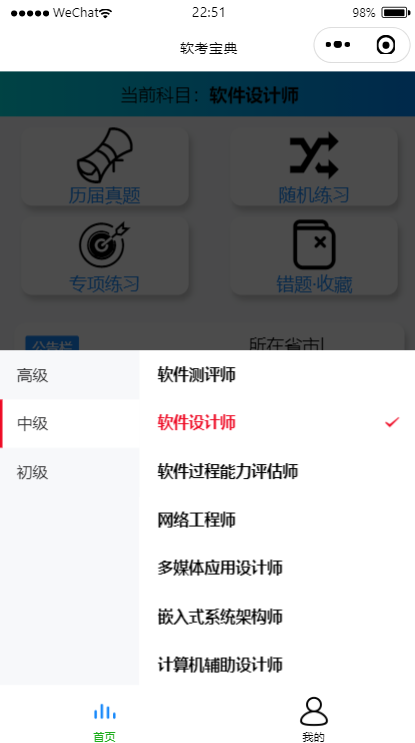 WeChat 22:51 98%
软考宝典
当前科目：软件设计师
历届真题 随机练习
专项练习 错题·收藏
公告栏 所在省市
高级 软件测评师
中级 软件设计师
初级 软件过程能力评估师
网络工程师
多媒体应用设计师
嵌入式系统架构师
计算机辅助设计师
首页 我的